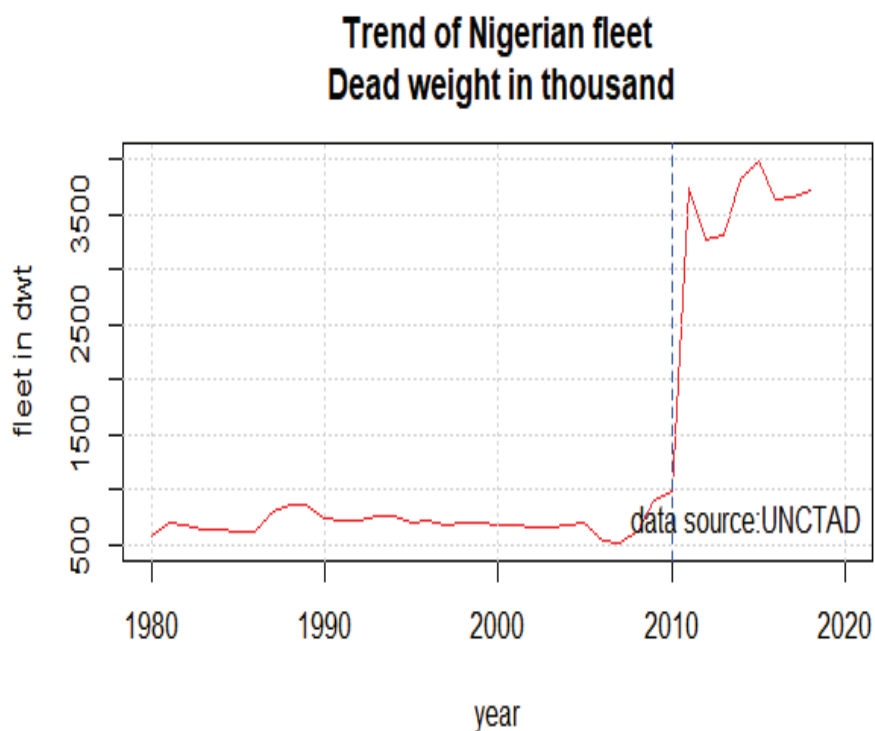 Trend of Nigerian fleet
Dead weight in thousand
fleet in dwt
3500
2500
1500
500
data source:UNCTAD
1980 1990 2000 2010 2020
year